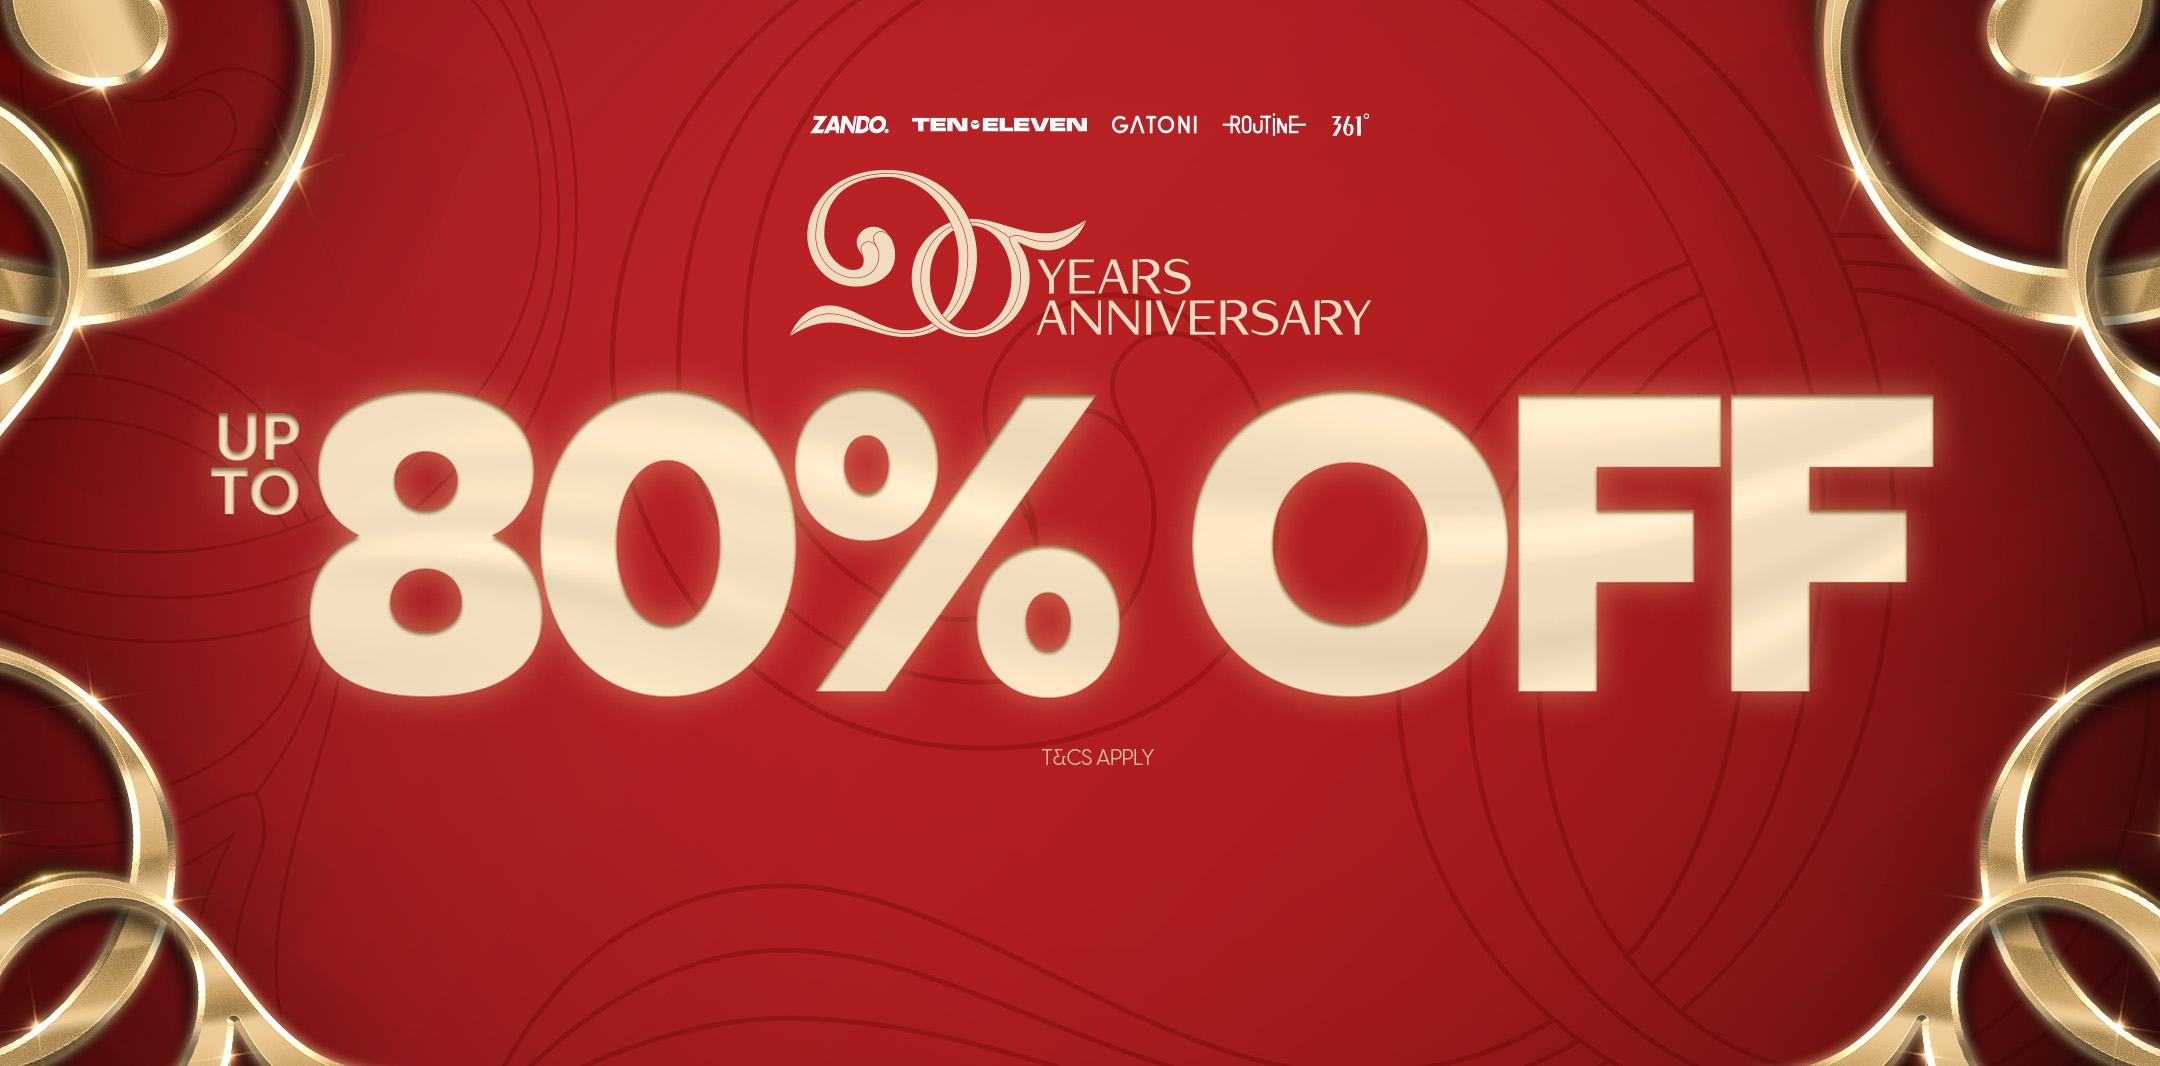 ZANDO. TEN ELEVEN GATONI ROUTINE 361°
20 YEARS
ANNIVERSARY
UP
TO
80% OFF
T&CS APPLY